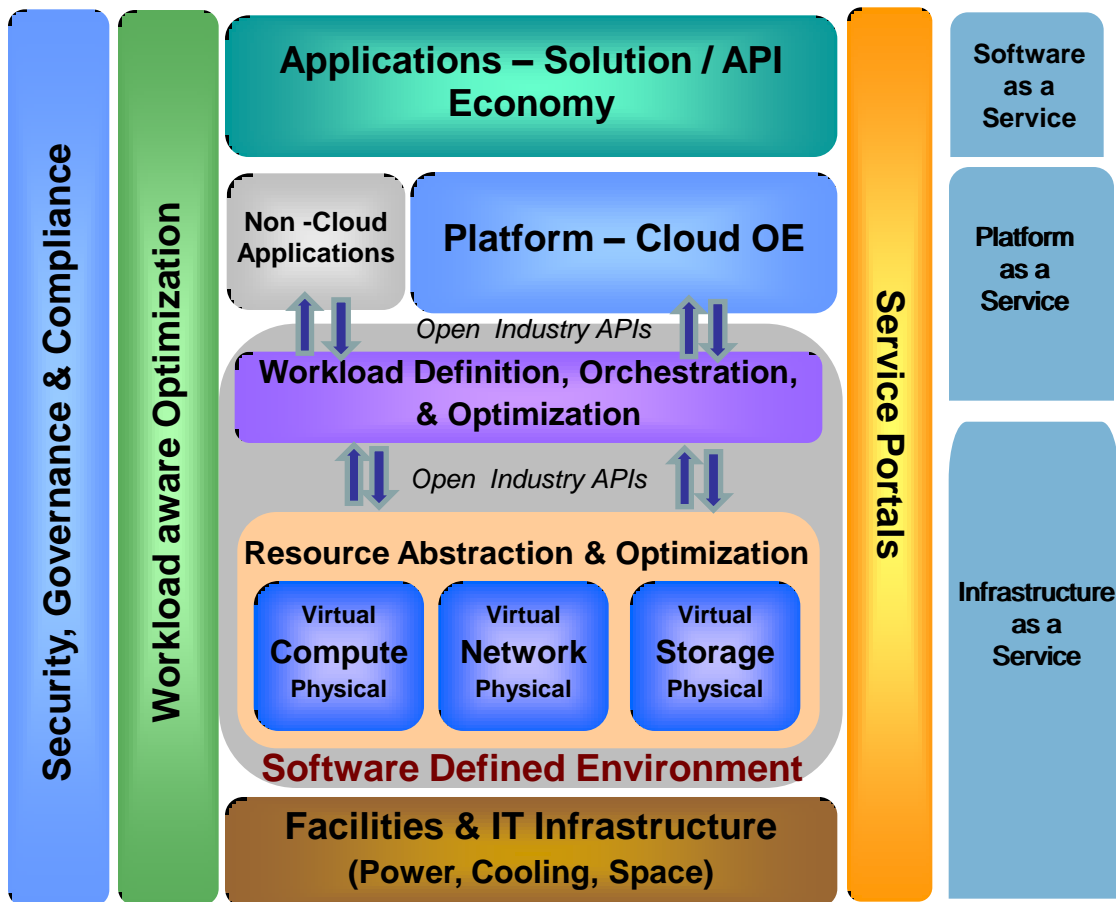 Security, Governance & Compliance
Workload aware Optimization
Applications – Solution / API
Economy
Non -Cloud
Applications
Platform – Cloud OE
Open Industry APIs
Workload Definition, Orchestration,
& Optimization
Open Industry APIs
Resource Abstraction & Optimization
Virtual
Compute
Physical
Virtual
Network
Physical
Virtual
Storage
Physical
Software Defined Environment
Facilities & IT Infrastructure
(Power, Cooling, Space)
Service Portals
Software
as a
Service
Platform
as a
Service
Infrastructure
as a
Service